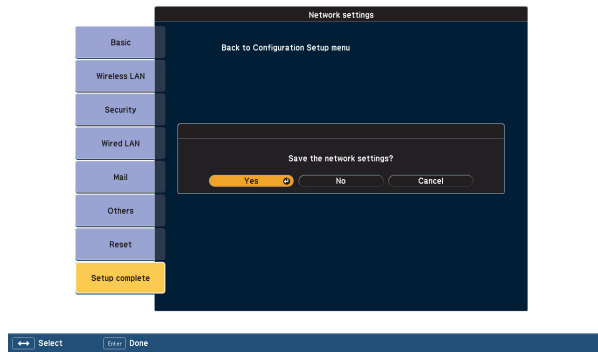 Network settings
Basic
Wireless LAN
Security
Wired LAN
Mail
Others
Reset
Setup complete
Back to Configuration Setup menu
Save the network settings?
Yes No Cancel
Select Enter Done